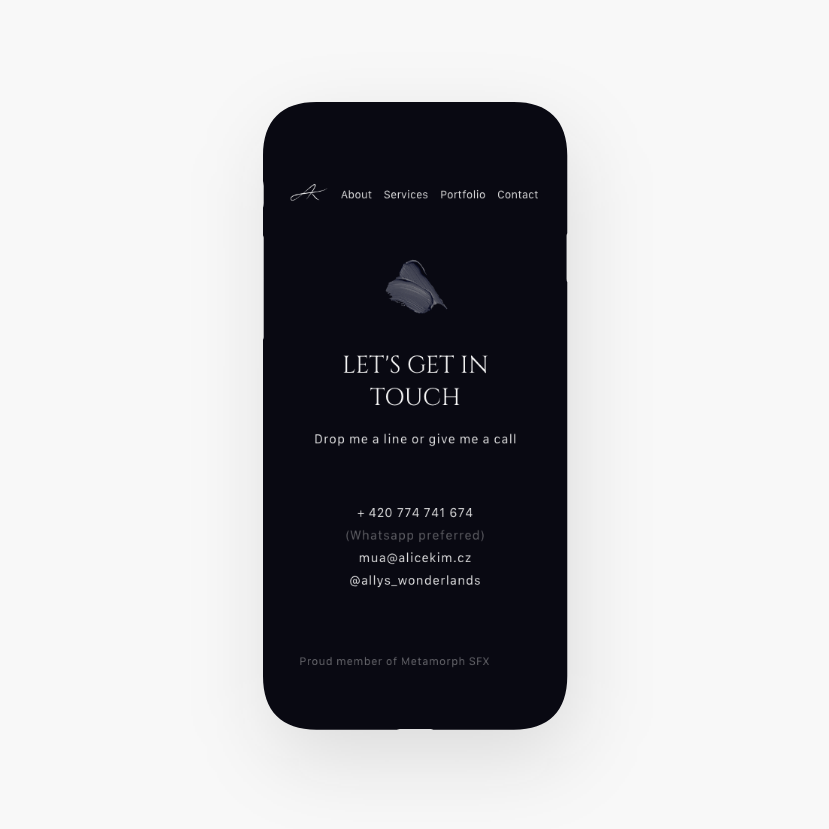 AK
About Services Portfolio Contact
LET'S GET IN
TOUCH
Drop me a line or give me a call
+ 420 774 741 674
(Whatsapp preferred)
mua@alicekim.cz
@allys_wonderlands
Proud member of Metamorph SFX